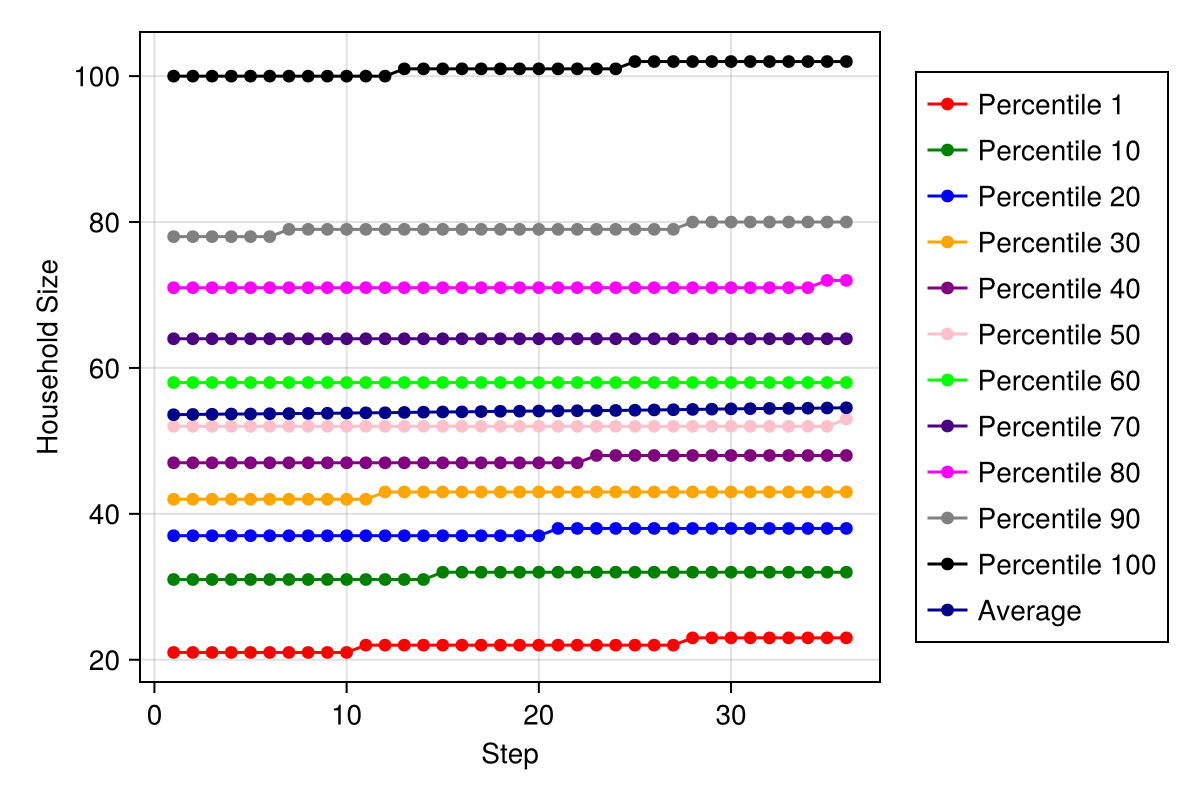 100
80
60
40
20
Household Size
0 10 20 30
Step
Percentile 1
Percentile 10
Percentile 20
Percentile 30
Percentile 40
Percentile 50
Percentile 60
Percentile 70
Percentile 80
Percentile 90
Percentile 100
Average